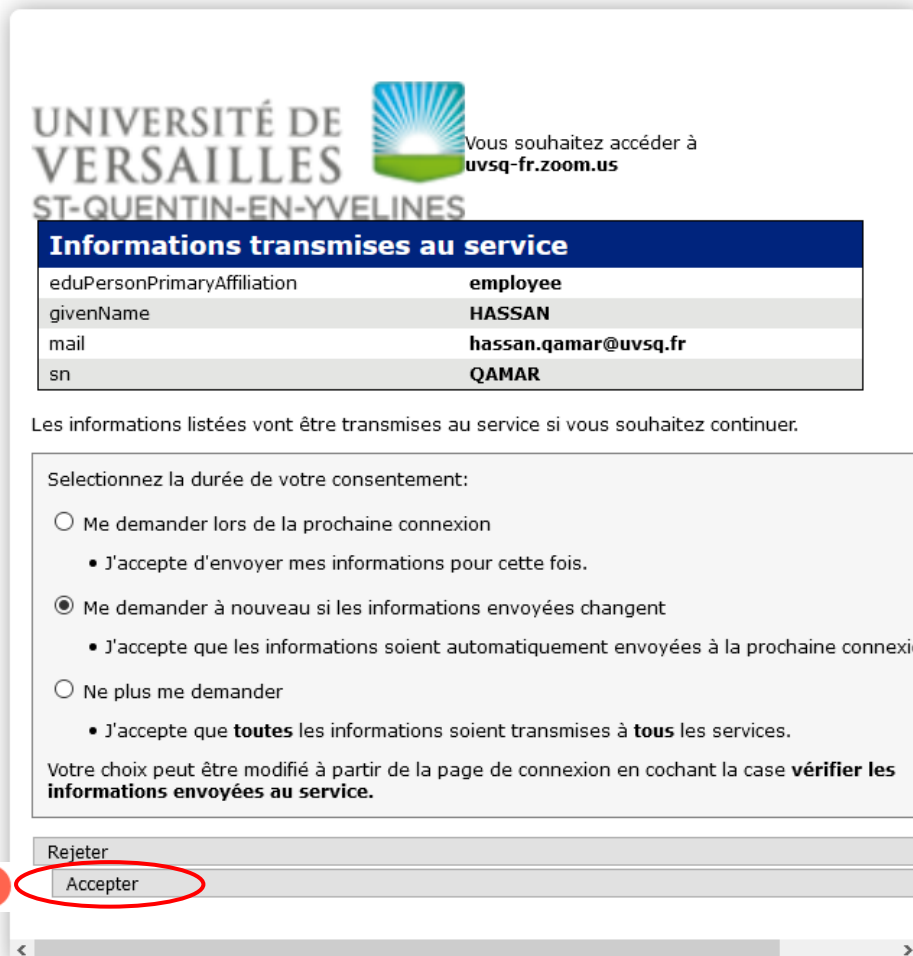 UNIVERSITÉ DE
VERSAILLES
ST-QUENTIN-EN-YVELINES
Vous souhaitez accéder à
uvsq-fr.zoom.us
Informations transmises au service
eduPersonPrimaryAffiliation employee
givenName HASSAN
mail hassan.qamar@uvsq.fr
sn QAMAR
Les informations listées vont être transmises au service si vous souhaitez continuer.
Selectionnez la durée de votre consentement:
Me demander lors de la prochaine connexion
• J'accepte d'envoyer mes informations pour cette fois.
Me demander à nouveau si les informations envoyées changent
• J'accepte que les informations soient automatiquement envoyées à la prochaine
Ne plus me demander
• J'accepte que toutes les informations soient transmises à tous les services.
Votre choix peut être modifié à partir de la page de connexion en cochant la case vérifier les
informations envoyées au service.
Rejeter
Accepter